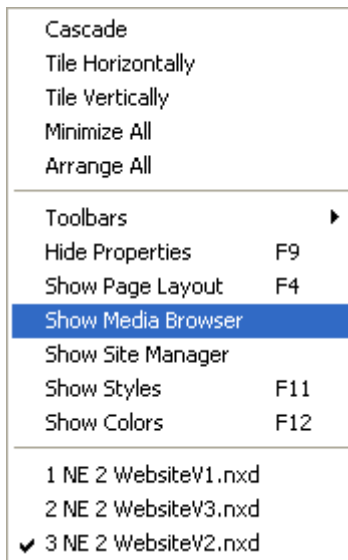 Cascade
Tile Horizontally
Tile Vertically
Minimize All
Arrange All
Toolbars
Hide Properties F9
Show Page Layout F4
Show Media Browser
Show Site Manager
Show Styles F11
Show Colors F12
1 NE 2 WebsiteV1.nxd
2 NE 2 WebsiteV3.nxd
3 NE 2 WebsiteV2.nxd